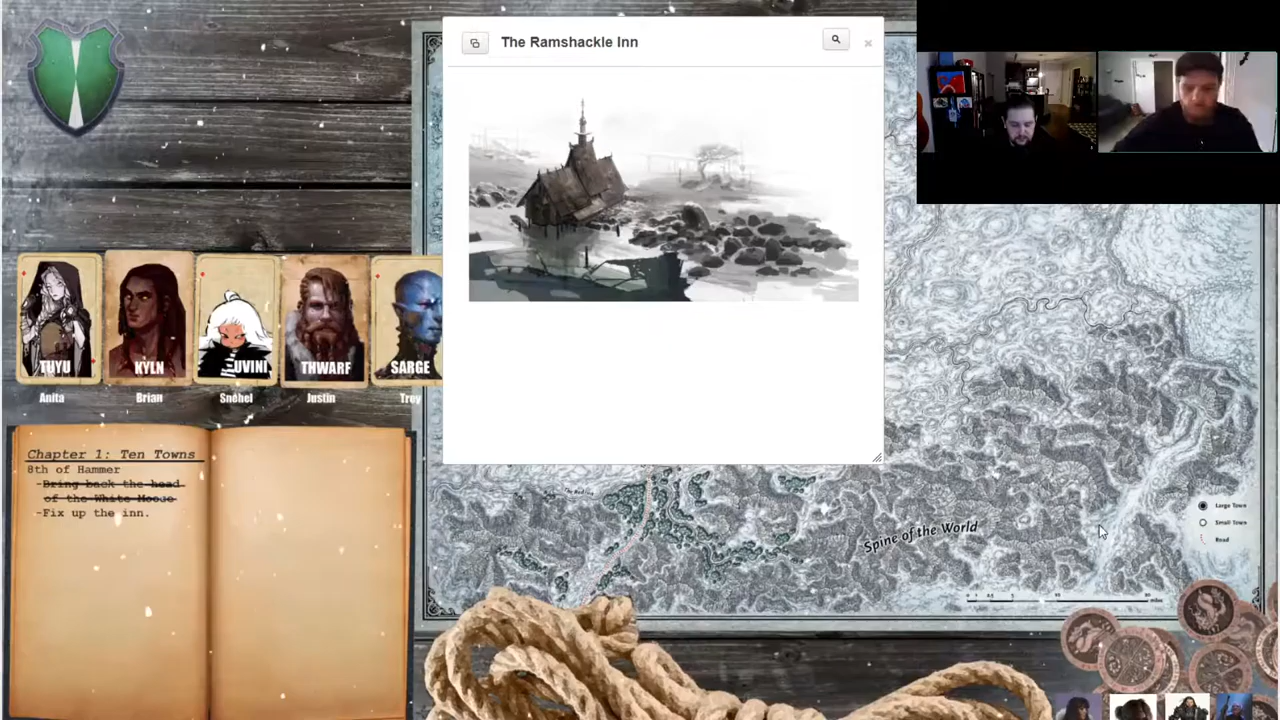 The Ramshackle Inn
TUYU
KYLN
UVINI
THWARF
SARGE
Anita
Brian
Snehel
Justin
Troy
Chapter 1: Ten Towns
8th of Hammer
-Bring back the head
of the White Moose
-Fix up the inn.
Spine of the World
Large Town
Small Town
Road